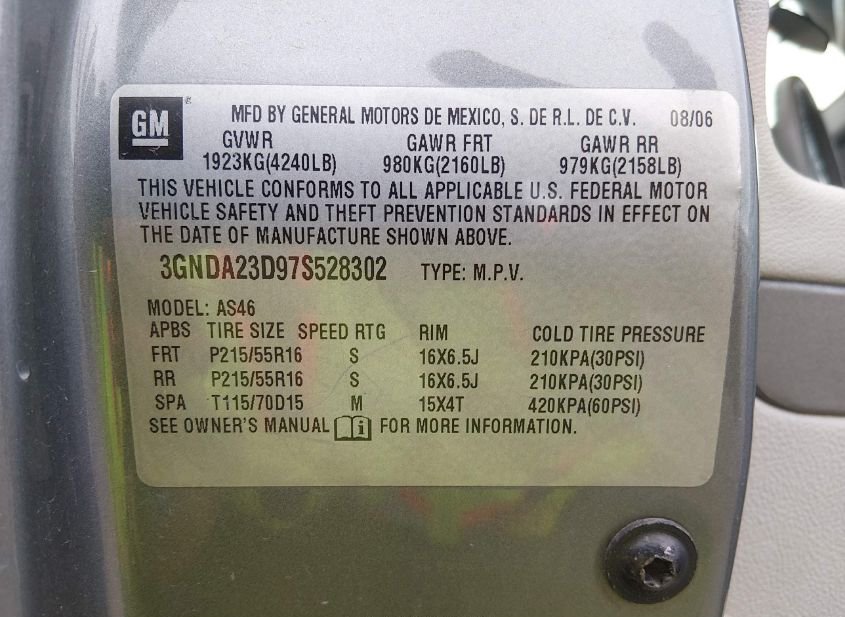 GM MFD BY GENERAL MOTORS DE MEXICO, S. DE R.L. DE C.V. 08/06
GVWR GAWR FRT GAWR RR
1923KG(4240LB) 980KG(2160LB) 979KG(2158LB)
THIS VEHICLE CONFORMS TO ALL APPLICABLE U.S. FEDERAL MOTOR
VEHICLE SAFETY AND THEFT PREVENTION STANDARDS IN EFFECT ON
THE DATE OF MANUFACTURE SHOWN ABOVE.
3GNDA23D97S528302 TYPE: M.P.V.
MODEL: AS46
APBS TIRE SIZE SPEED RTG RIM COLD TIRE PRESSURE
FRT P215/55R16 S 16X6.5J 210KPA(30PSI)
RR P215/55R16 S 16X6.5J 210KPA(30PSI)
SPA T115/70D15 M 15X4T 420KPA(60PSI)
SEE OWNER'S MANUAL i FOR MORE INFORMATION.